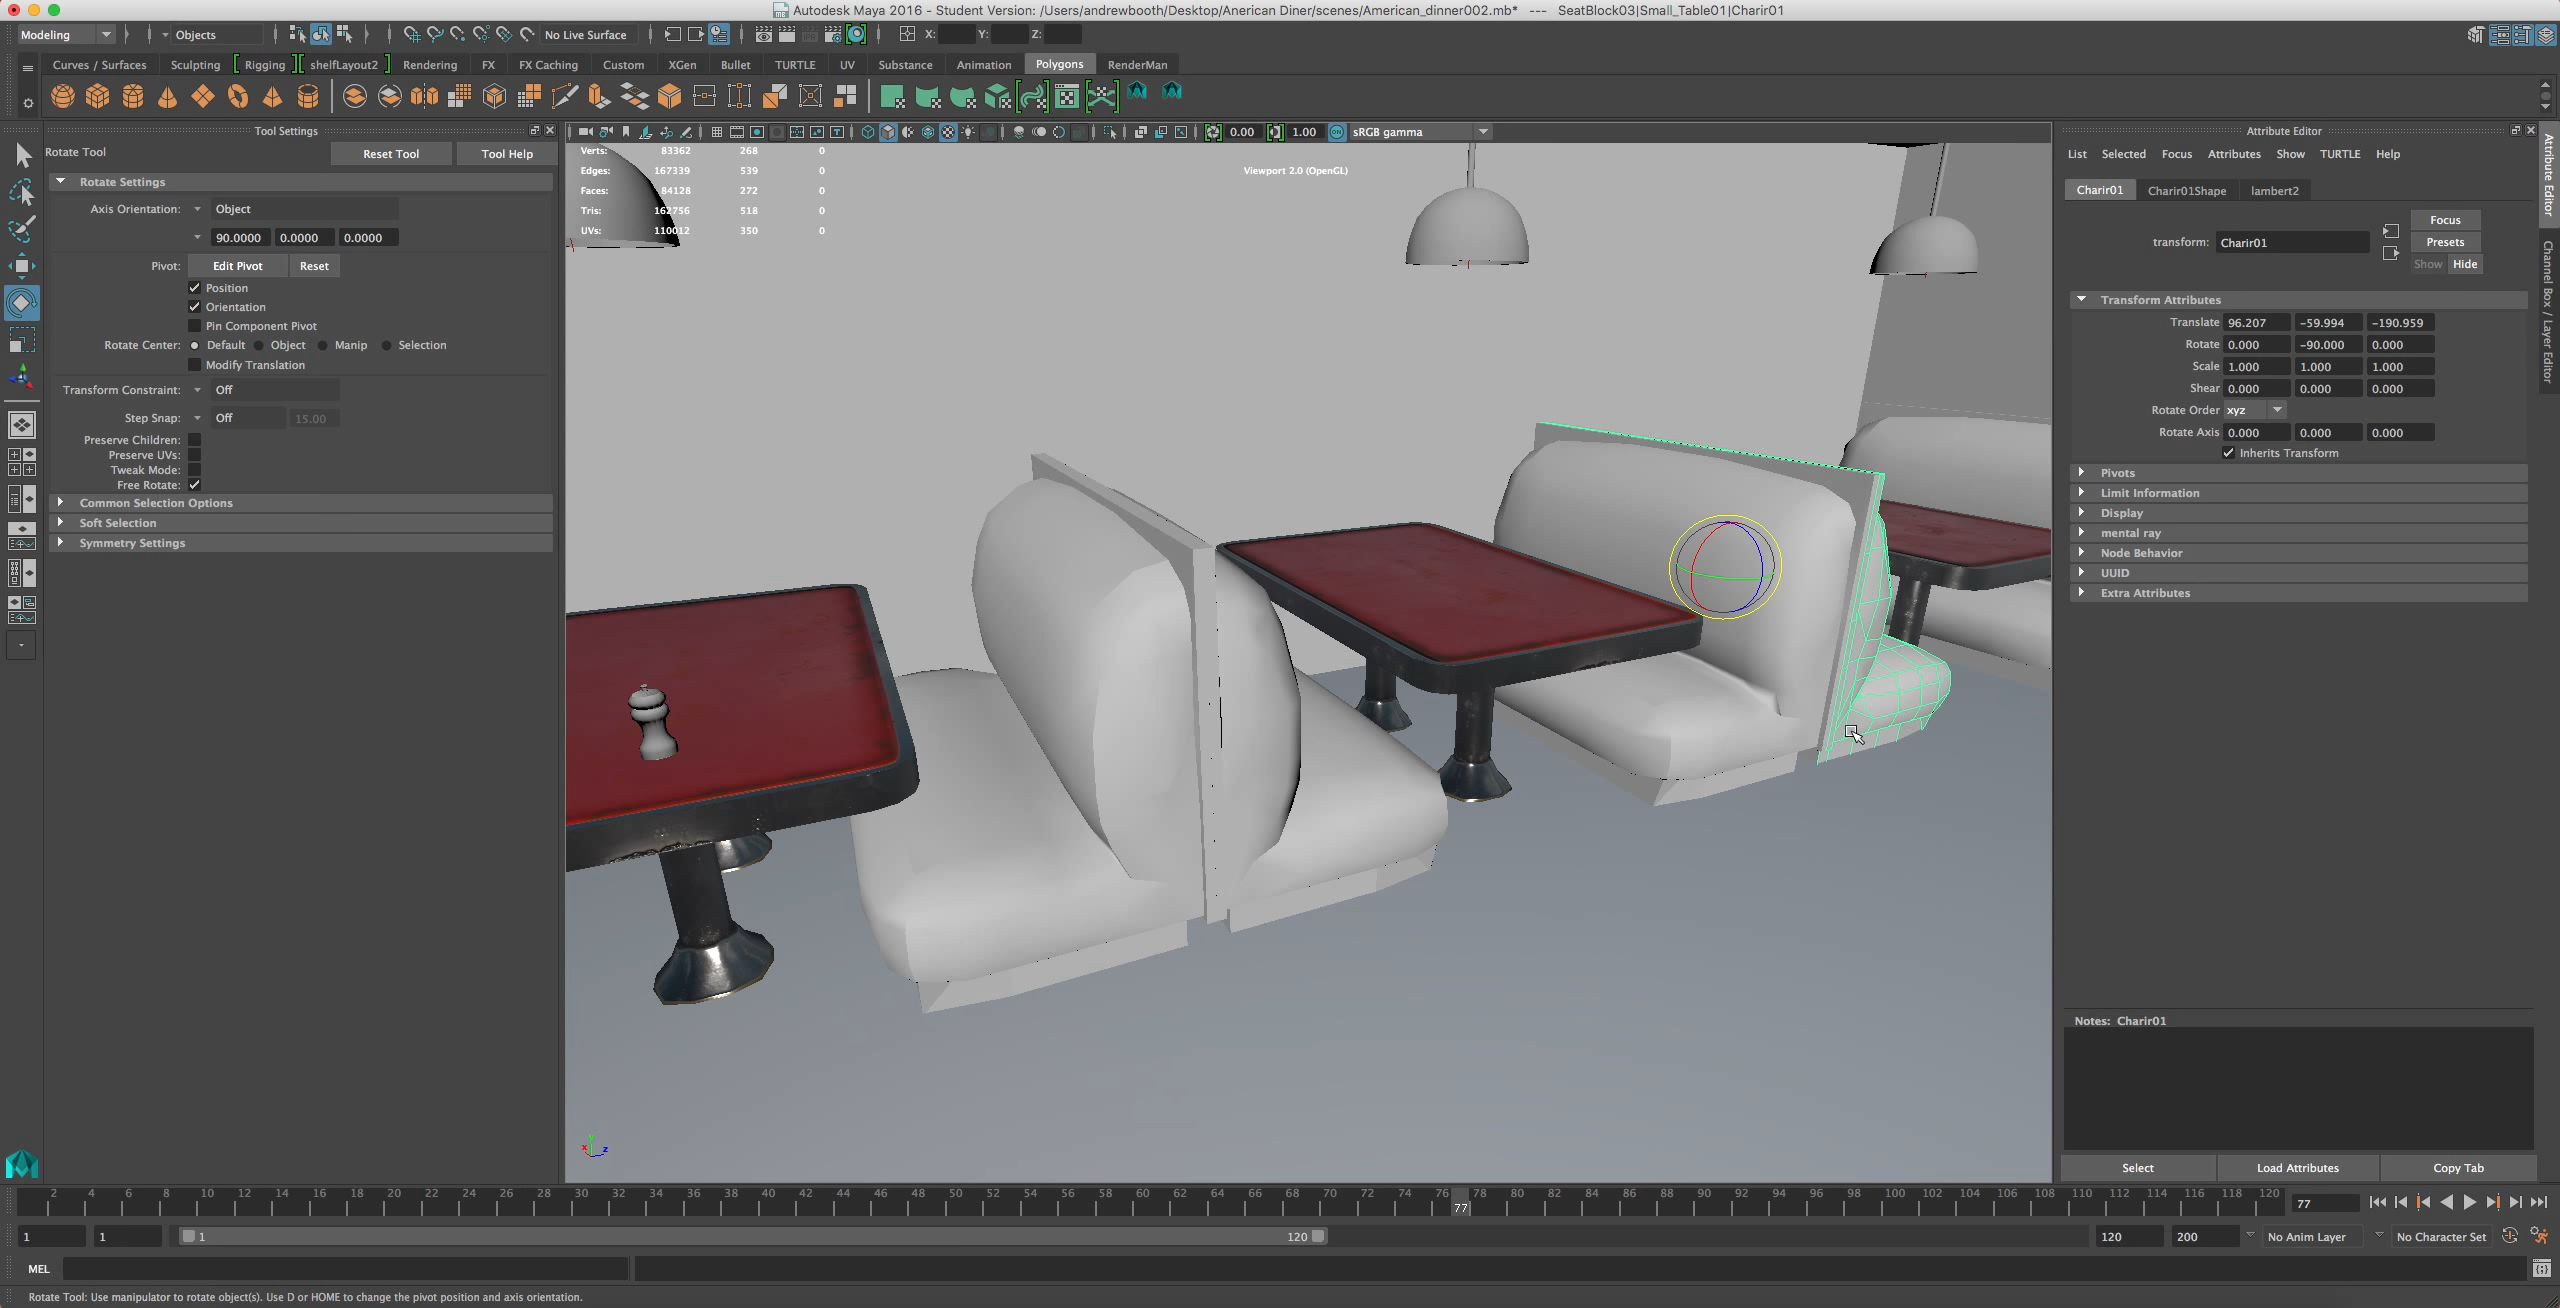 Autodesk Maya 2016 - Student Version: /Users/andrewbooth/Desktop/Anerican Diner/scenes/American_dinner002.mb* --- SeatBlock03|Small_Table01|Charir01
Modeling Objects No Live Surface X: Y: Z:
Curves / Surfaces Sculpting Rigging shelfLayout2 Rendering FX FX Caching Custom XGen Bullet TURTLE UV Substance Animation Polygons RenderMan
Tool Settings
Rotate Tool Reset Tool Tool Help
Rotate Settings
Axis Orientation: Object
90.0000 0.0000 0.0000
Pivot: Edit Pivot Reset
Position
Orientation
Pin Component Pivot
Rotate Center: Default Object Manip Selection
Modify Translation
Transform Constraint: Off
Step Snap: Off 15.00
Preserve Children:
Preserve UVs:
Tweak Mode:
Free Rotate:
Common Selection Options
Soft Selection
Symmetry Settings
0.00 1.00 ON sRGB gamma
Verts: 83362 268 0
Edges: 167339 539 0
Faces: 84128 272 0
Tris: 162756 518 0
UVs: 110012 350 0
Viewport 2.0 (OpenGL)
y
x z
Attribute Editor
List Selected Focus Attributes Show TURTLE Help
Charir01 Charir01Shape lambert2
Focus
transform: Charir01 Presets
Show Hide
Transform Attributes
Translate 96.207 -59.994 -190.959
Rotate 0.000 -90.000 0.000
Scale 1.000 1.000 1.000
Shear 0.000 0.000 0.000
Rotate Order xyz
Rotate Axis 0.000 0.000 0.000
Inherits Transform
Pivots
Limit Information
Display
mental ray
Node Behavior
UUID
Extra Attributes
Notes: Charir01
Select Load Attributes Copy Tab
Attribute Editor
Channel Box / Layer Editor
2 4 6 8 10 12 14 16 18 20 22 24 26 28 30 32 34 36 38 40 42 44 46 48 50 52 54 56 58 60 62 64 66 68 70 72 74 76 78 80 82 84 86 88 90 92 94 96 98 100 102 104 106 108 110 112 114 116 118 120
77
77
1 1 1 120 120 200 No Anim Layer No Character Set
MEL
Rotate Tool: Use manipulator to rotate object(s). Use D or HOME to change the pivot position and axis orientation.